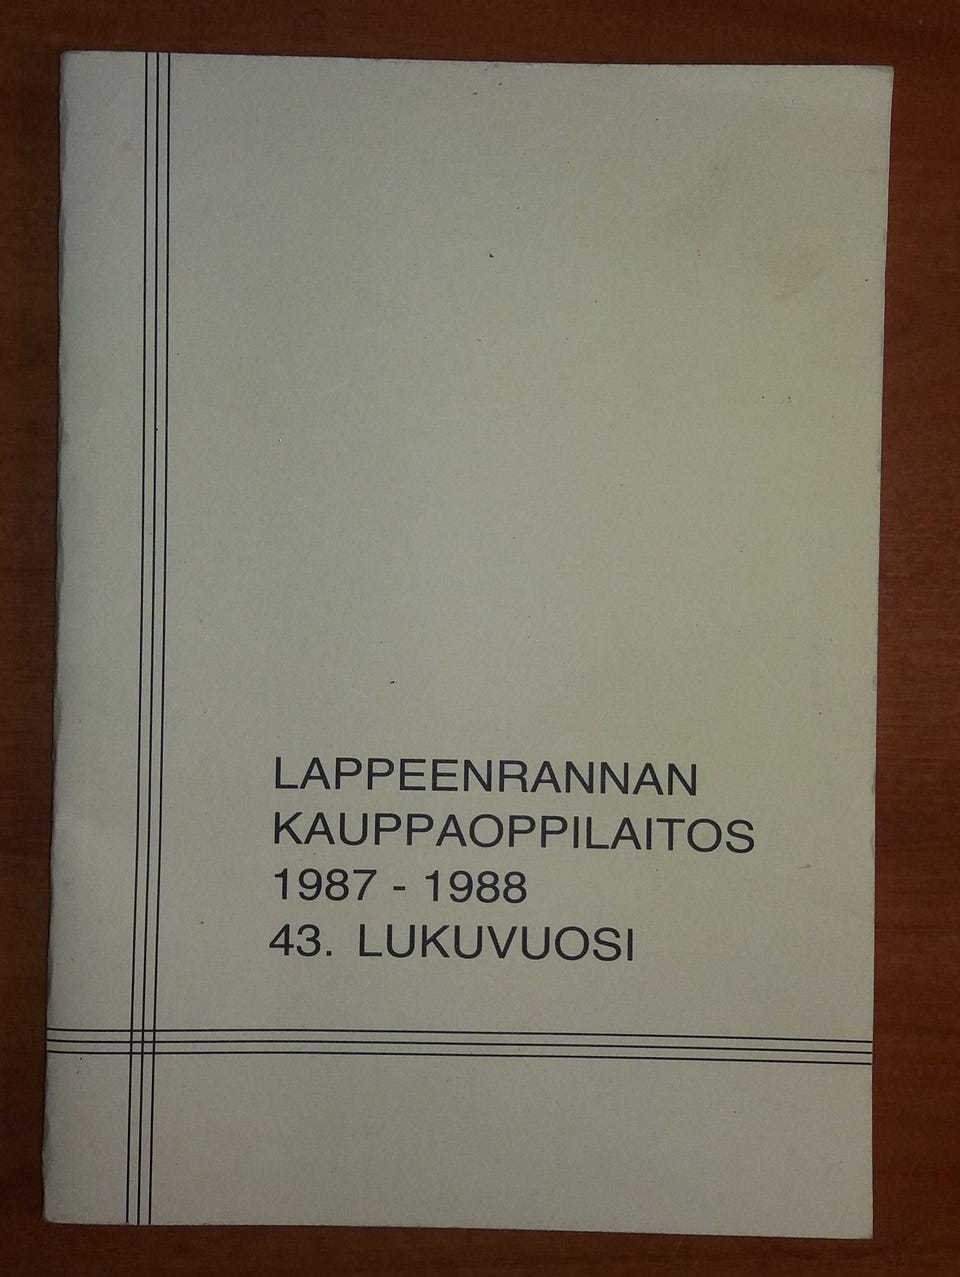 LAPPEENRANNAN
KAUPPAOPPILAITOS
1987 - 1988
43. LUKUVUOSI